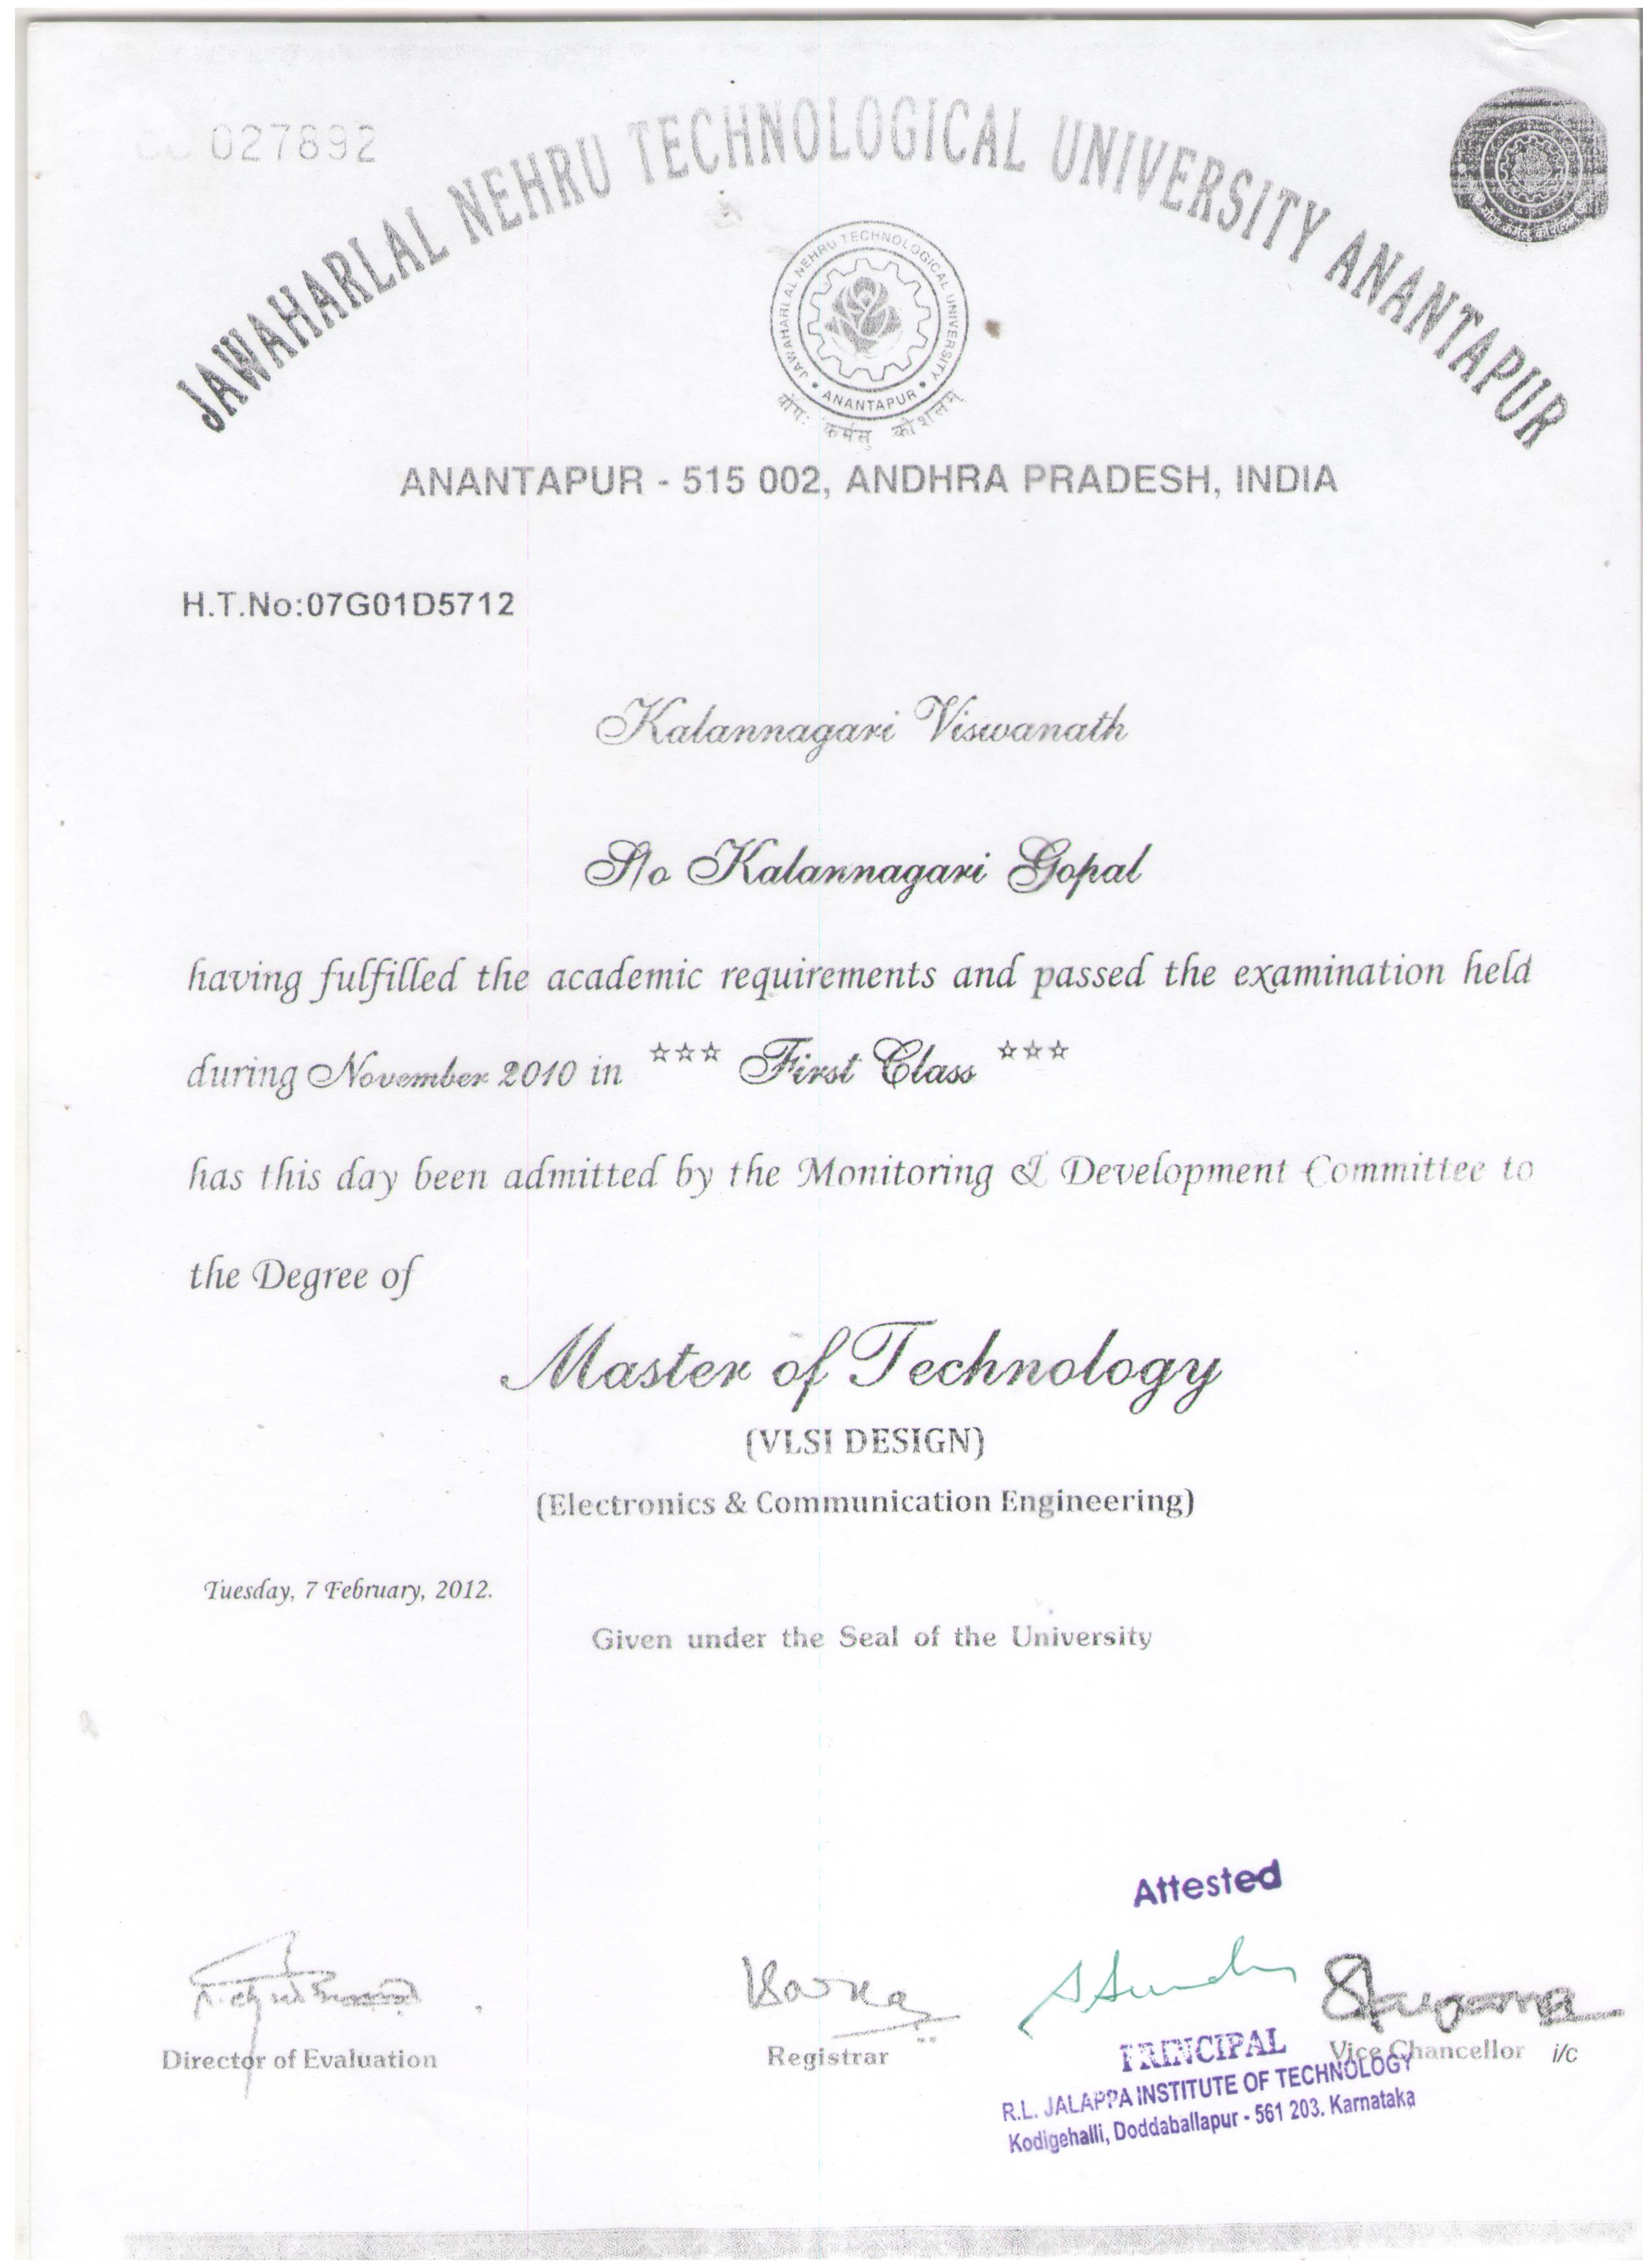 027892
JAWAHARLAL NEHRU TECHNOLOGICAL UNIVERSITY ANANTAPUR
JAWAHARLAL NEHRU TECHNOLOGICAL UNIVERSITY
• ANANTAPUR •
योग: कर्मसु कौशलम्
ANANTAPUR - 515 002, ANDHRA PRADESH, INDIA
H.T.No:07G01D5712
Kalannagari Viswanath
S/o Kalannagari Gopal
having fulfilled the academic requirements and passed the examination held
during November 2010 in ☆☆☆ First Class ☆☆☆
has this day been admitted by the Monitoring & Development Committee to
the Degree of
Master of Technology
(VLSI DESIGN)
(Electronics & Communication Engineering)
Tuesday, 7 February, 2012.
Given under the Seal of the University
Attested
Director of Evaluation
Registrar
Vice Chancellor i/c
PRINCIPAL
R.L. JALAPPA INSTITUTE OF TECHNOLOGY
Kodigehalli, Doddaballapur - 561 203. Karnataka